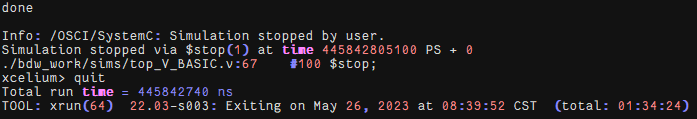 done
Info: /OSCI/SystemC: Simulation stopped by user.
Simulation stopped via $stop(1) at time 445842805100 PS + 0
./bdw_work/sims/top_V_BASIC.v:67    #100 $stop;
xcelium> quit
Total run time = 445842740 ns
TOOL: xrun(64)  22.03-s003: Exiting on May 26, 2023 at 08:39:52 CST  (total: 01:34:24)